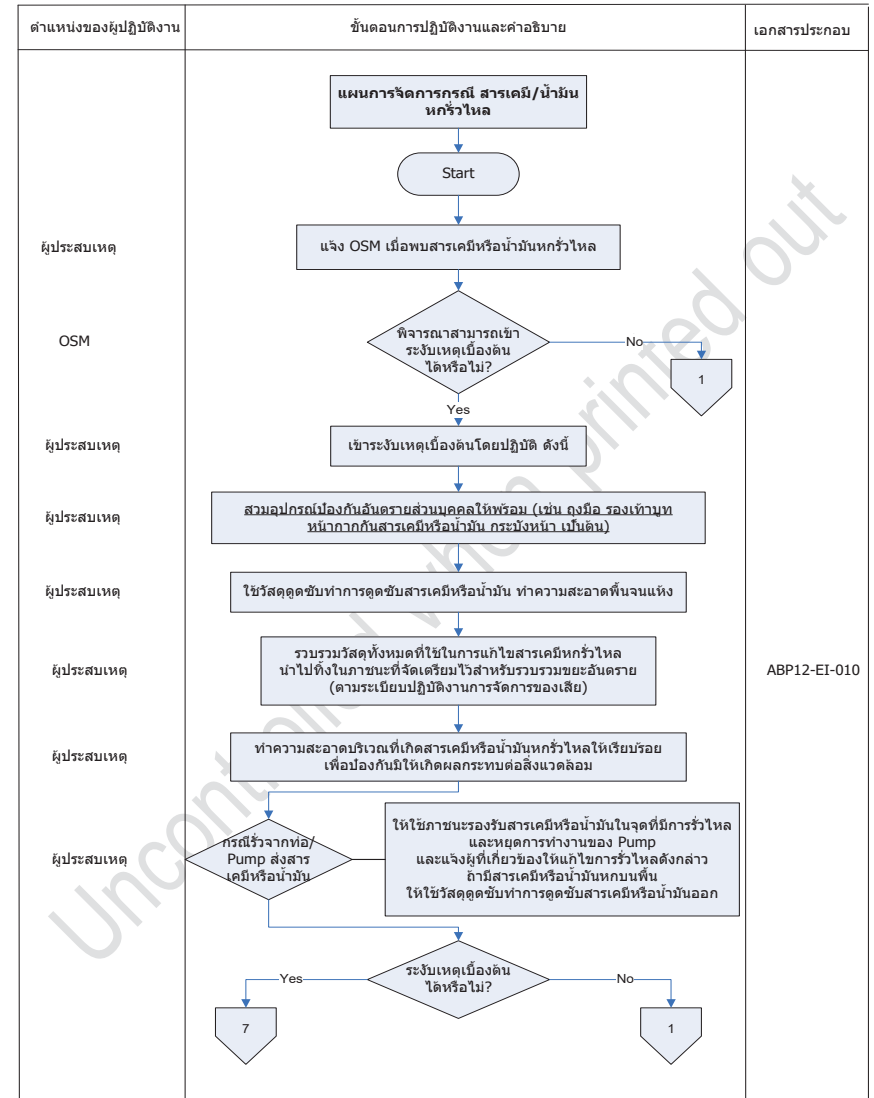 ตำแหน่งของผู้ปฏิบัติงาน
ขั้นตอนการปฏิบัติงานและคำอธิบาย
เอกสารประกอบ
แผนการจัดการกรณี สารเคมี/น้ำมัน
หกรั่วไหล
Start
ผู้ประสบเหตุ
แจ้ง OSM เมื่อพบสารเคมีหรือน้ำมันหกรั่วไหล
OSM
พิจารณาสามารถเข้า
ระงับเหตุเบื้องต้น
ได้หรือไม่?
No
1
Yes
ผู้ประสบเหตุ
เข้าระงับเหตุเบื้องต้นโดยปฏิบัติ ดังนี้
ผู้ประสบเหตุ
สวมอุปกรณ์ป้องกันอันตรายส่วนบุคคลให้พร้อม (เช่น ถุงมือ รองเท้าบูท
หน้ากากกันสารเคมีหรือน้ำมัน กระบังหน้า เป็นต้น)
ผู้ประสบเหตุ
ใช้วัสดุดูดซับทำการดูดซับสารเคมีหรือน้ำมัน ทำความสะอาดพื้นจนแห้ง
ผู้ประสบเหตุ
รวบรวมวัสดุทั้งหมดที่ใช้ในการแก้ไขสารเคมีหกรั่วไหล
นำไปทิ้งในภาชนะที่จัดเตรียมไว้สำหรับรวบรวมขยะอันตราย
(ตามระเบียบปฏิบัติงานการจัดการของเสีย)
ABP12-EI-010
ผู้ประสบเหตุ
ทำความสะอาดบริเวณที่เกิดสารเคมีหรือน้ำมันหกรั่วไหลให้เรียบร้อย
เพื่อป้องกันมิให้เกิดผลกระทบต่อสิ่งแวดล้อม
ผู้ประสบเหตุ
กรณีรั่วจากท่อ/
Pump ส่งสาร
เคมีหรือน้ำมัน
ให้ใช้ภาชนะรองรับสารเคมีหรือน้ำมันในจุดที่มีการรั่วไหล
และหยุดการทำงานของ Pump
และแจ้งผู้ที่เกี่ยวข้องให้แก้ไขการรั่วไหลดังกล่าว
ถ้ามีสารเคมีหรือน้ำมันหกบนพื้น
ให้ใช้วัสดุดูดซับทำการดูดซับสารเคมีหรือน้ำมันออก
ระงับเหตุเบื้องต้น
ได้หรือไม่?
Yes
No
7
1
Uncontrolled when printed out